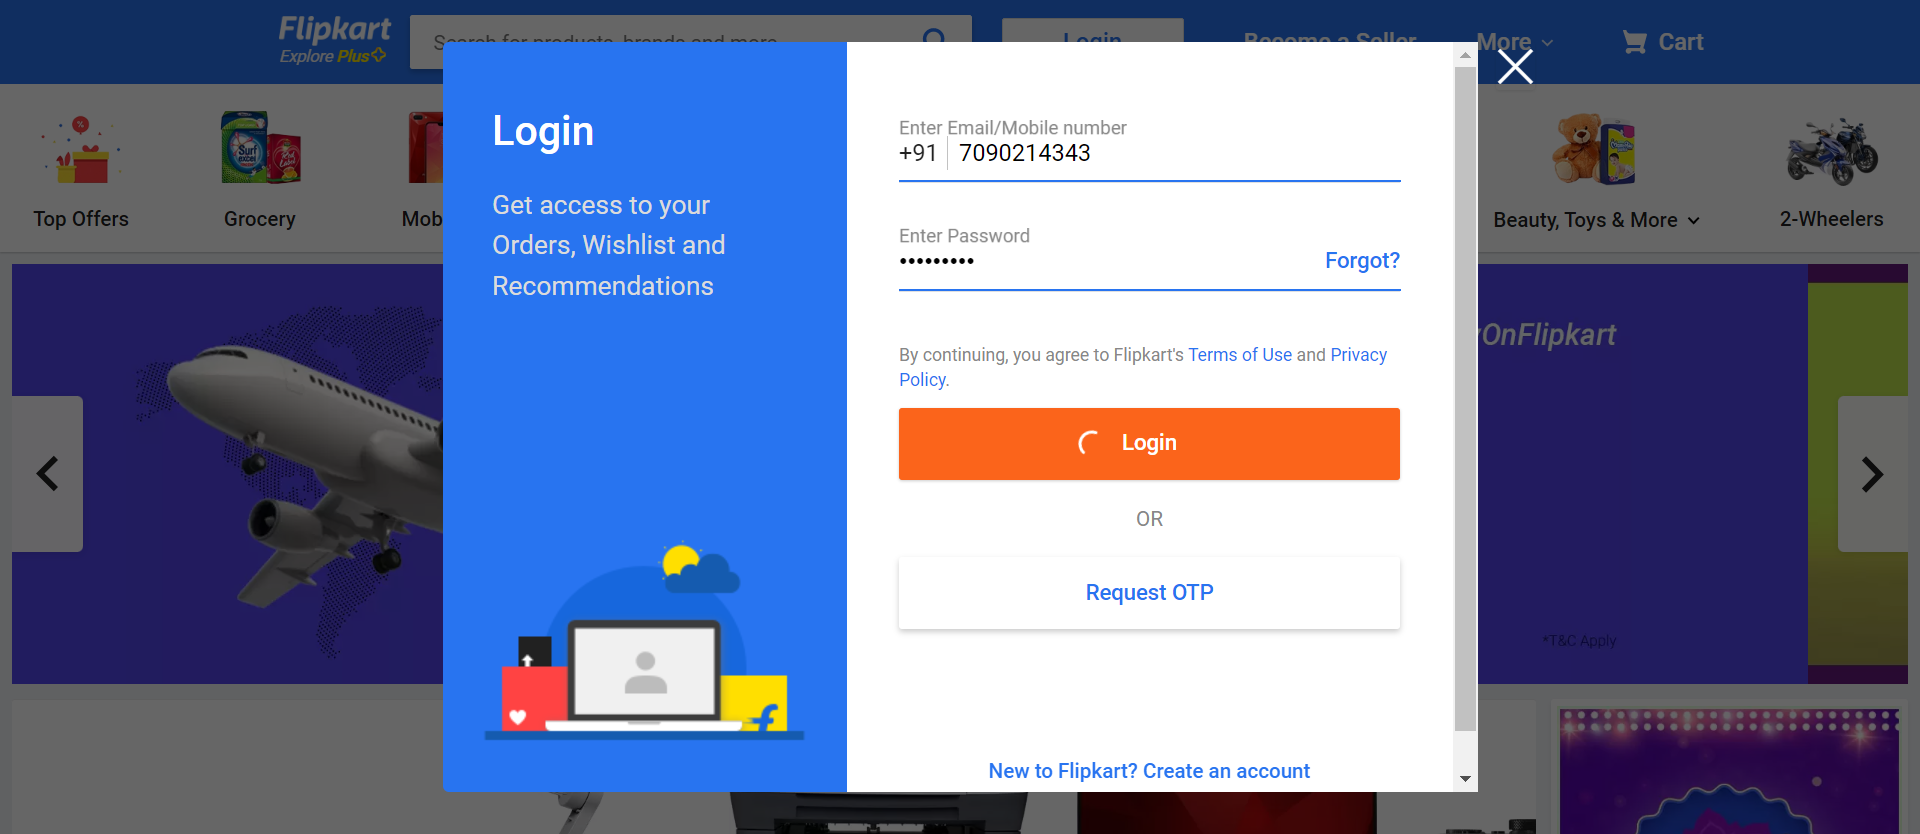 Flipkart
Explore Plus
Search for products, brands and more
Login
Become a Seller
More
Cart
Top Offers
Grocery
Mob
Beauty, Toys & More
2-Wheelers
Login
Get access to your
Orders, Wishlist and
Recommendations
Enter Email/Mobile number
+91 7090214343
Enter Password
•••••••••
Forgot?
By continuing, you agree to Flipkart's Terms of Use and Privacy
Policy.
Login
OR
Request OTP
New to Flipkart? Create an account
OnFlipkart
*T&C Apply
Surf
excel